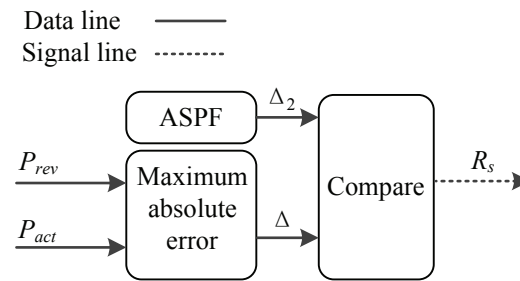 Data line
Signal line
ASPF
Δ2
Prev
Maximum
absolute
error
Pact
Δ
Compare
Rs